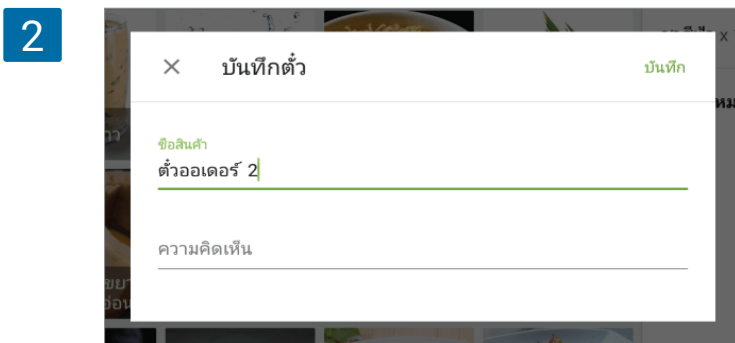 2
บันทึกตั๋ว
บันทึก
ชื่อสินค้า
ตั๋วออเดอร์ 2
ความคิดเห็น